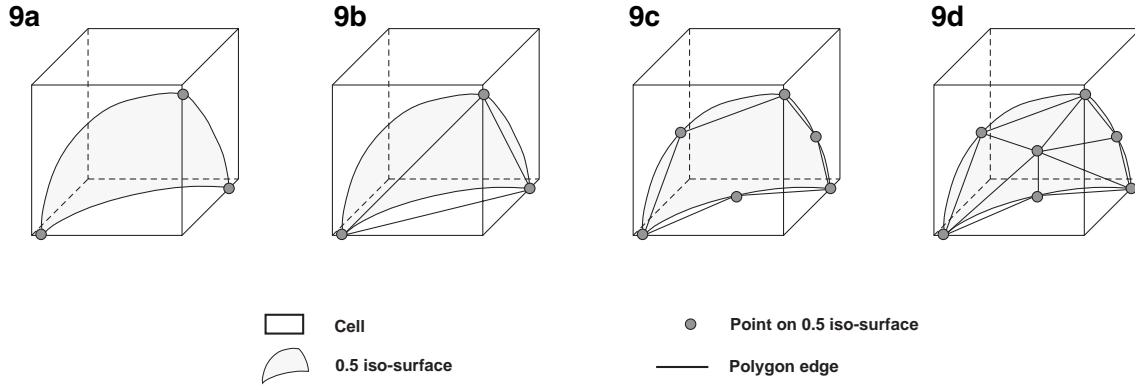 9a 9b 9c 9d
Cell
Point on 0.5 iso-surface
0.5 iso-surface
Polygon edge